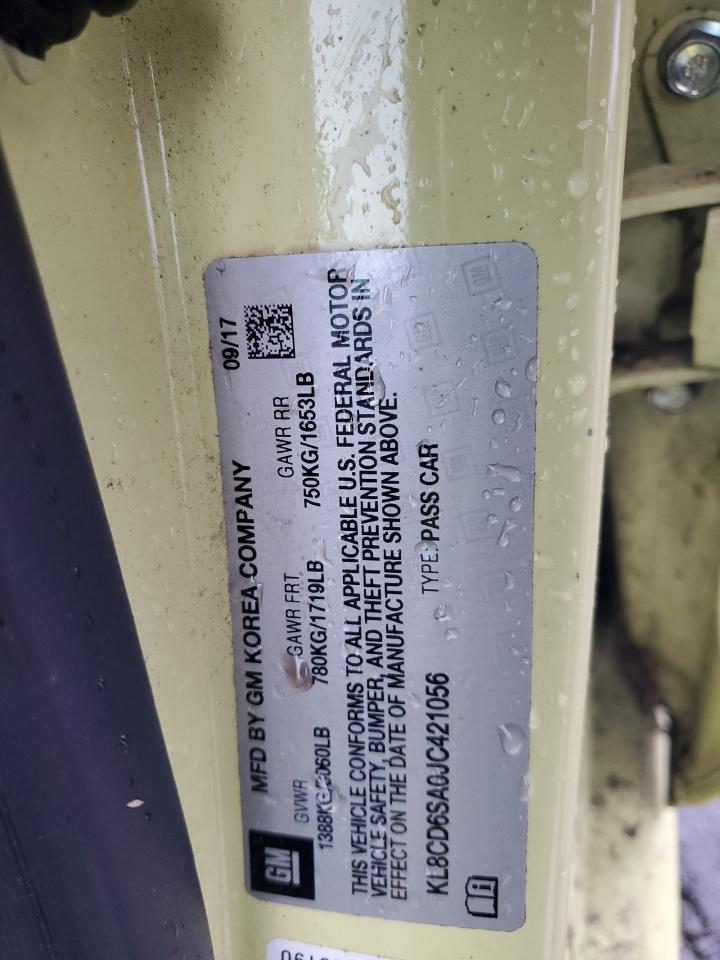 MFD BY GM KOREA COMPANY
09/17
GVWR GAWR FRT GAWR RR
1388KG/3060LB 780KG/1719LB 750KG/1653LB
THIS VEHICLE CONFORMS TO ALL APPLICABLE U.S. FEDERAL MOTOR
VEHICLE SAFETY, BUMPER, AND THEFT PREVENTION STANDARDS IN
EFFECT ON THE DATE OF MANUFACTURE SHOWN ABOVE.
KL8CD6SA0JC421056 TYPE: PASS CAR
GM